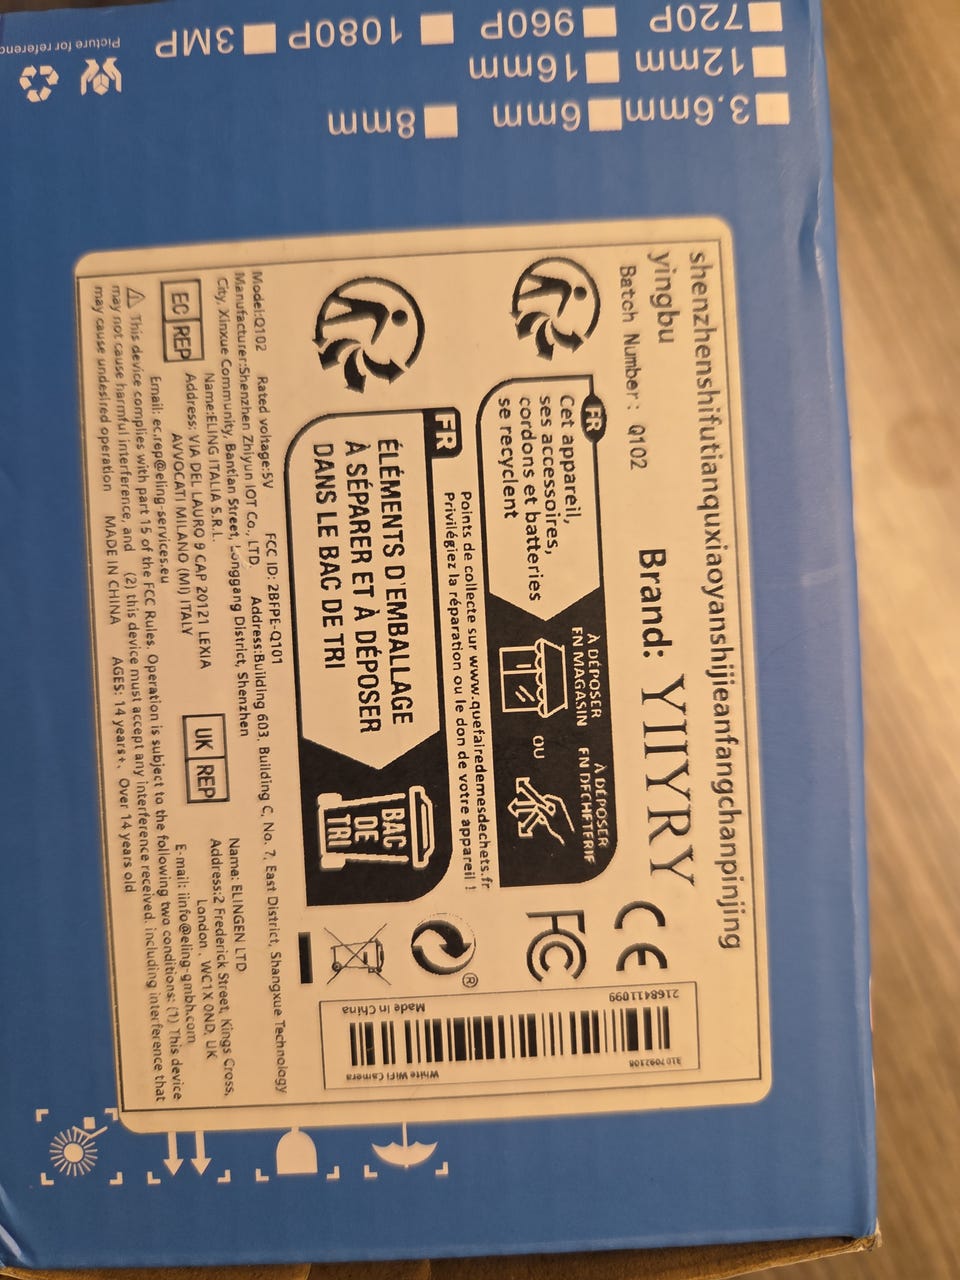 shenzhenshifutianquxiaoyanshijieanfangchanpinjing
yingbu
Batch Number: Q102
Brand: YIIYRY
FR
Cet appareil,
ses accessoires,
cordons et batteries
se recyclent
À DÉPOSER
EN MAGASIN
OU
À DÉPOSER
EN DÉCHÈTERIE
Points de collecte sur www.quefairedemesdechets.fr
Privilégiez la réparation ou le don de votre appareil !
FR
ÉLÉMENTS D'EMBALLAGE
À SÉPARER ET À DÉPOSER
DANS LE BAC DE TRI
BAC
DE
TRI
CE
FC
®
2168411099
3107092108
Made in China
White WiFi Camera
Model:Q102 Rated voltage:5V FCC ID: 2BFPE-Q101
Manufacturer:Shenzhen Zhiyun IOT Co., LTD Address:Building 603, Building C, No. 7, East District, Shangxue Technology
City, Xinxue Community, Bantian Street, Longgang District, Shenzhen
EC REP
Name:ELING ITALIA S.R.L.
Address: VIA DEL LAURO 9 CAP 20121 LEXIA
AVVOCATI MILANO (MI) ITALY
Email: ec.rep@eling-services.eu
UK REP
Name: ELINGEN LTD
Address:2 Frederick Street, Kings Cross,
London, WC1X 0ND, UK
E-mail: iinfo@eling-gmbh.com
This device complies with part 15 of the FCC Rules. Operation is subject to the following two conditions: (1) This device
may not cause harmful interference, and (2) this device must accept any interference received, including interference that
may cause undesired operation MADE IN CHINA AGES: 14 years+, Over 14 years old
3.6mm 6mm 8mm
12mm 16mm
720P 960P 1080P 3MP
Picture for reference